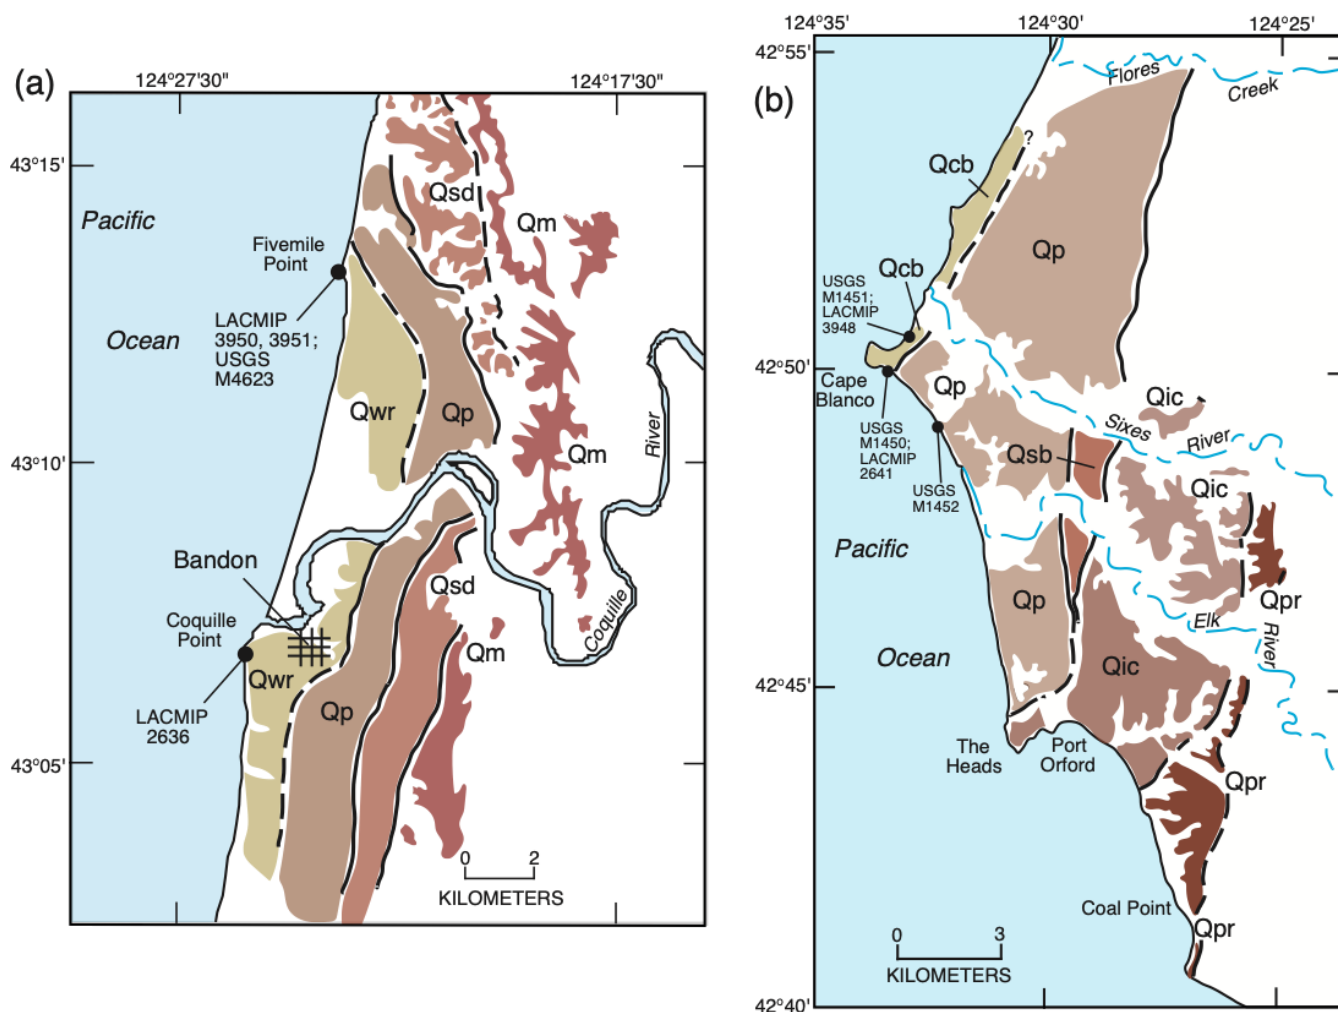 (a)
124°27'30"
124°17'30"
43°15'
Pacific
Ocean
Fivemile
Point
LACMIP
3950, 3951;
USGS
M4623
Qsd
Qm
Qwr
Qp
Qm
43°10'
River
Bandon
Coquille
Point
Qsd
Coquille
Qm
Qwr
Qp
LACMIP
2636
43°05'
0 2
KILOMETERS
(b)
124°35'
124°30'
124°25'
42°55'
Flores
Creek
?
Qcb
Qp
Qcb
USGS
M1451;
LACMIP
3948
42°50'
Cape
Blanco
Qp
Qic
USGS
M1450;
LACMIP
2641
Sixes
River
Qsb
USGS
M1452
Qic
Pacific
Ocean
Qp
Qpr
Elk
River
Qic
42°45'
The
Heads
Port
Orford
Qpr
Coal Point
Qpr
0 3
KILOMETERS
42°40'